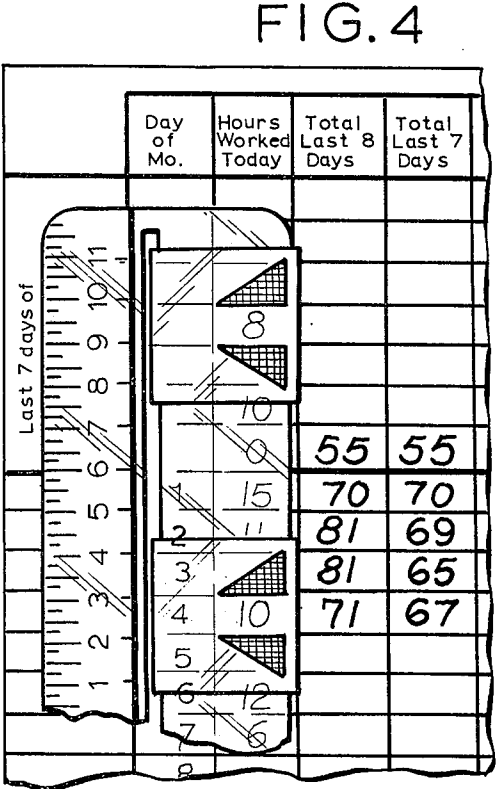 FIG. 4
Day of Mo.
Hours Worked Today
Total Last 8 Days
Total Last 7 Days
Last 7 days of
11
10
9
8
7
6
5
4
3
2
1
8
10
0 55 55
1 15 70 70
2 11 81 69
3 81 65
4 10 71 67
5
6 12
7 6
8